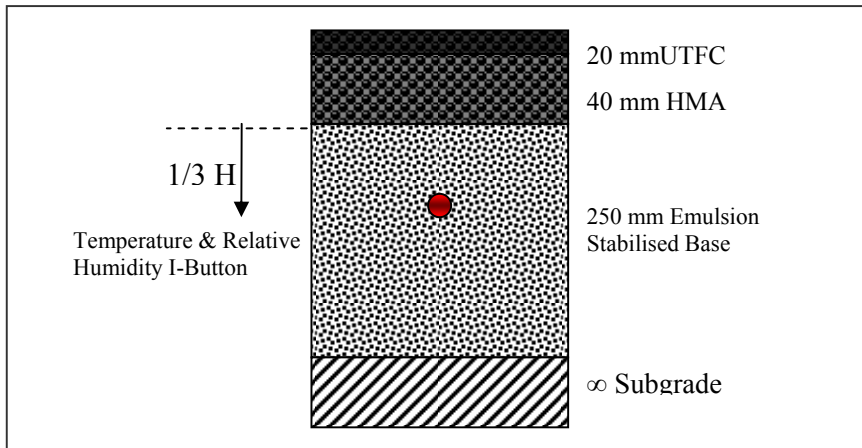 20 mmUTFC
40 mm HMA
1/3 H
Temperature & Relative
Humidity I-Button
250 mm Emulsion
Stabilised Base
∞ Subgrade